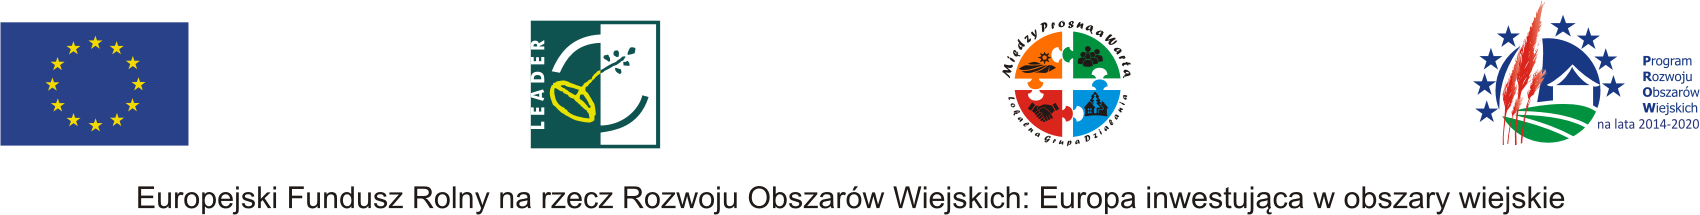 LEADER
Między Prosną a Wartą
Lokalna Grupa Działania
Program
Rozwoju
Obszarów
Wiejskich
na lata 2014-2020
Europejski Fundusz Rolny na rzecz Rozwoju Obszarów Wiejskich: Europa inwestująca w obszary wiejskie